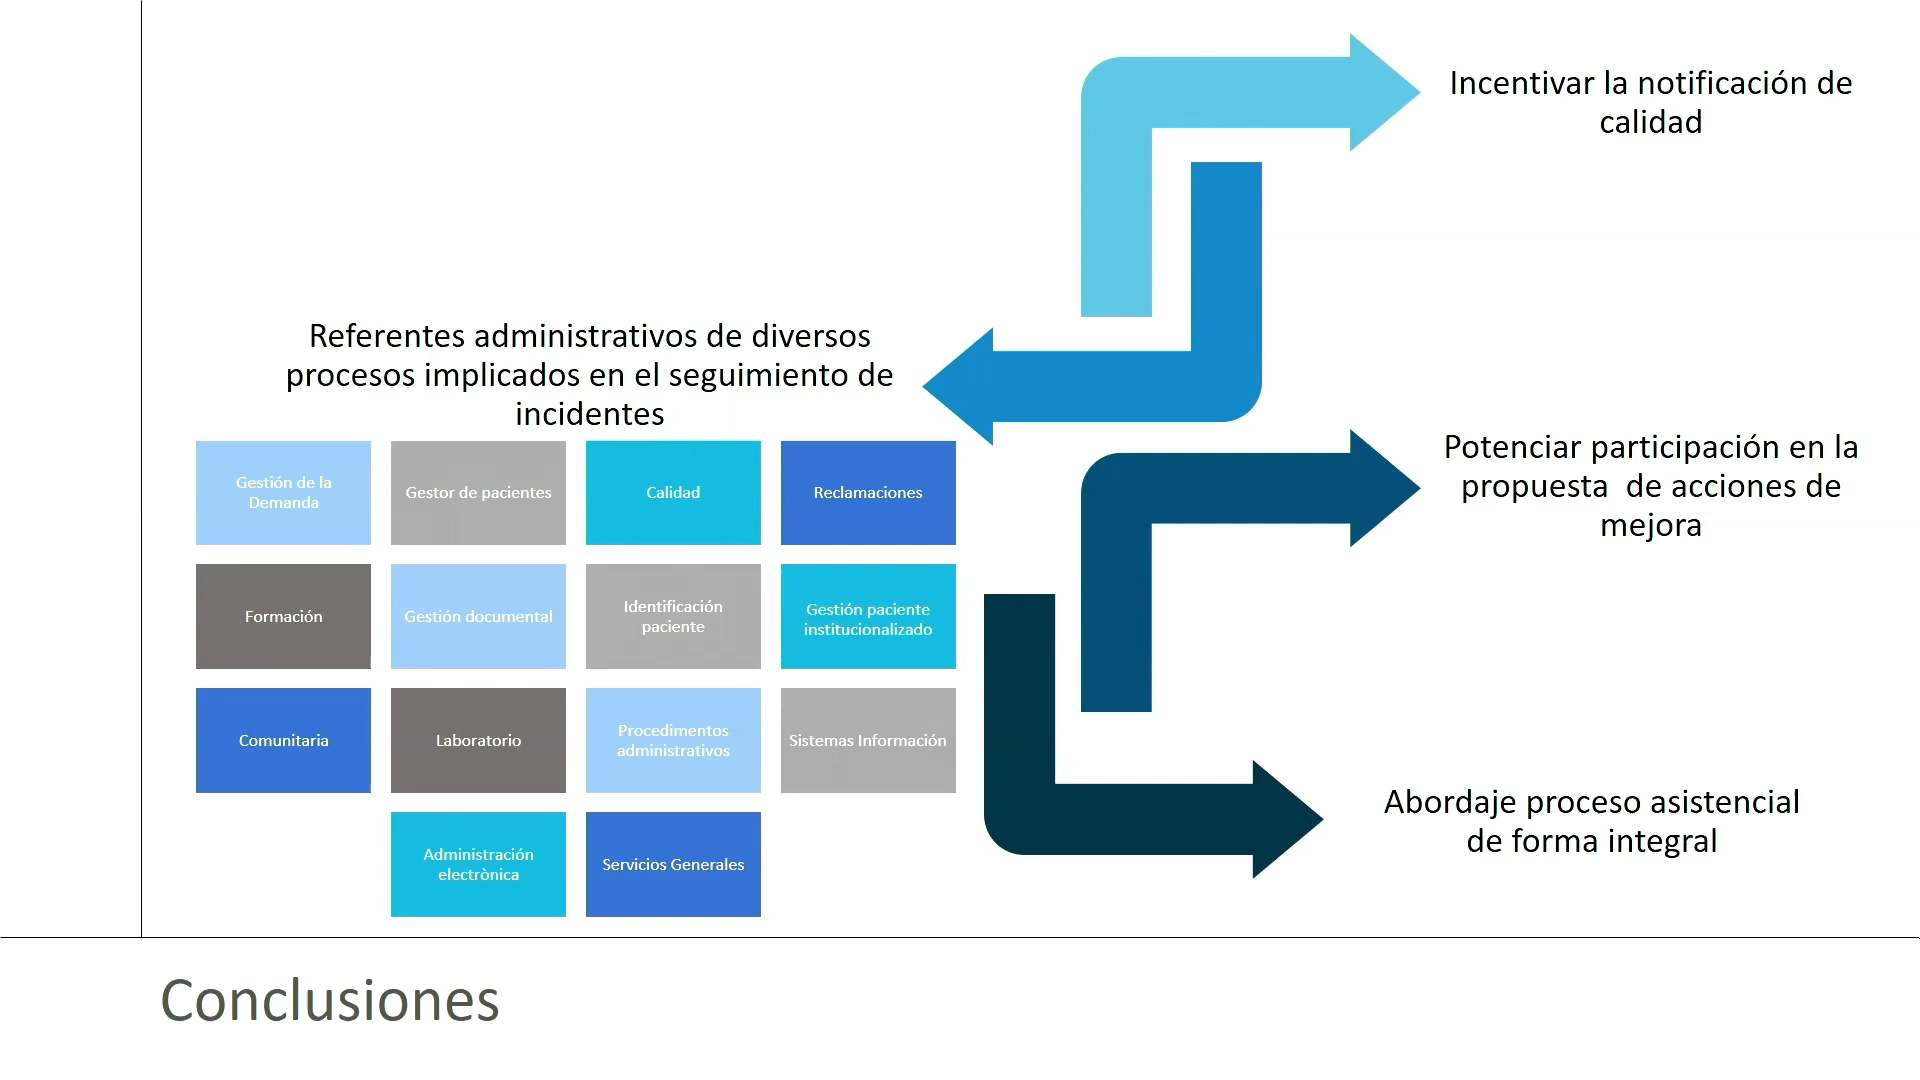 Incentivar la notificación de
calidad
Referentes administrativos de diversos
procesos implicados en el seguimiento de
incidentes
Gestión de la
Demanda
Gestor de pacientes
Calidad
Reclamaciones
Formación
Gestión documental
Identificación
paciente
Gestión paciente
institucionalizado
Comunitaria
Laboratorio
Procedimentos
administrativos
Sistemas Información
Administración
electrònica
Servicios Generales
Potenciar participación en la
propuesta  de acciones de
mejora
Abordaje proceso asistencial
de forma integral
Conclusiones